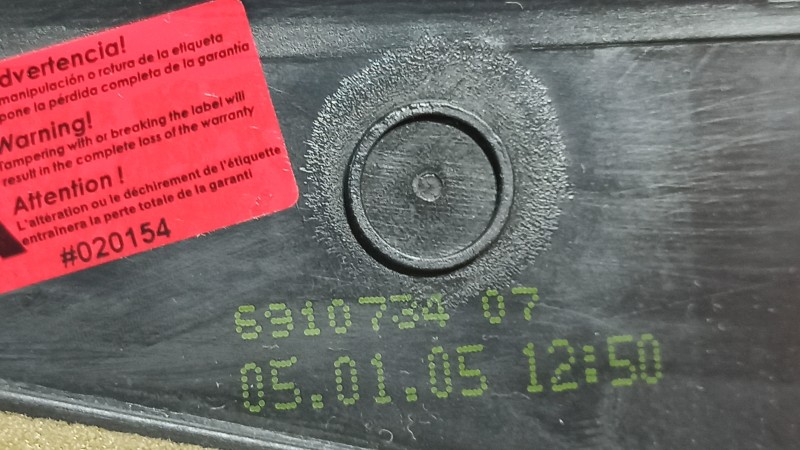 dvertencia!
manipulación o rotura de la etiqueta
pone la pérdida completa de la garantía
Warning!
Tampering with or breaking the label will
result in the complete loss of the warranty
Attention !
L'altération ou le déchirement de l'étiquette
entraînera la perte totale de la garanti
#020154
6910734 07
05.01.05 12:50